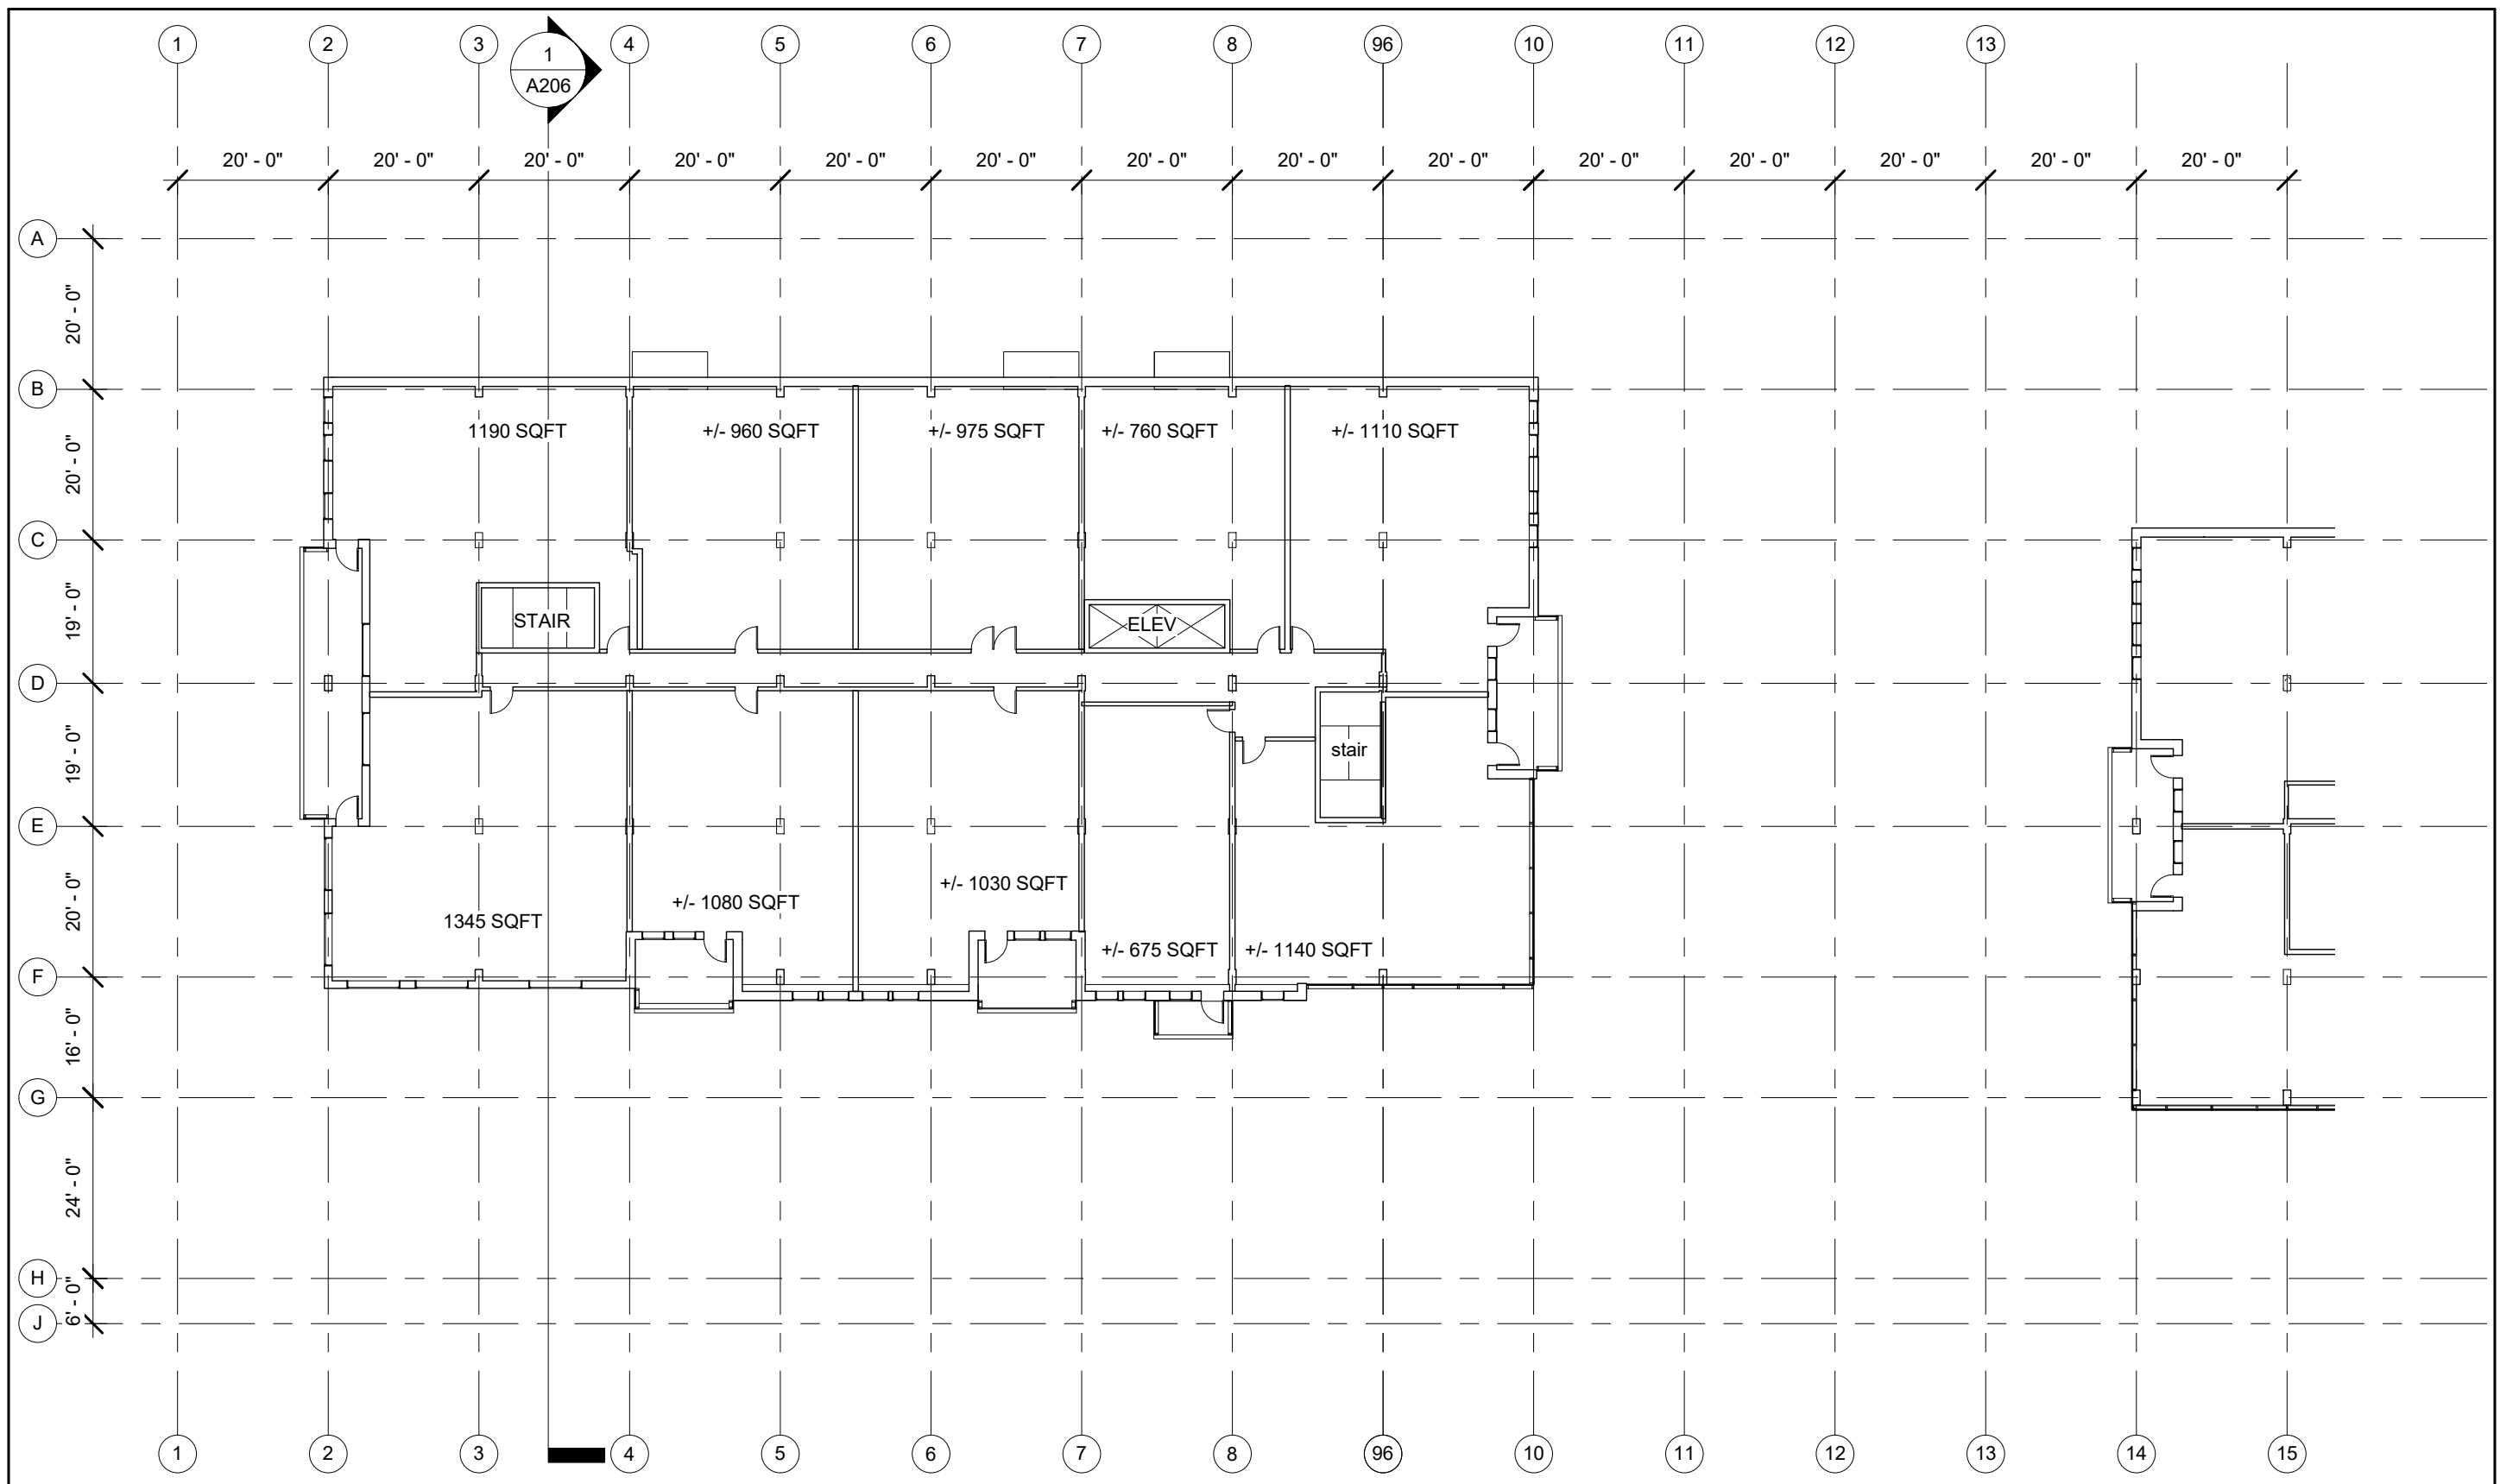 1 2 3 4 5 6 7 8 96 10 11 12 13
1
A206
20' - 0" 20' - 0" 20' - 0" 20' - 0" 20' - 0" 20' - 0" 20' - 0" 20' - 0" 20' - 0" 20' - 0" 20' - 0" 20' - 0" 20' - 0" 20' - 0"
A
20' - 0"
B
20' - 0"
C
19' - 0"
D
19' - 0"
E
20' - 0"
F
16' - 0"
G
24' - 0"
H
6' - 0"
J
1190 SQFT
+/- 960 SQFT
+/- 975 SQFT
+/- 760 SQFT
+/- 1110 SQFT
STAIR
ELEV
stair
1345 SQFT
+/- 1080 SQFT
+/- 1030 SQFT
+/- 675 SQFT
+/- 1140 SQFT
1 2 3 4 5 6 7 8 96 10 11 12 13 14 15